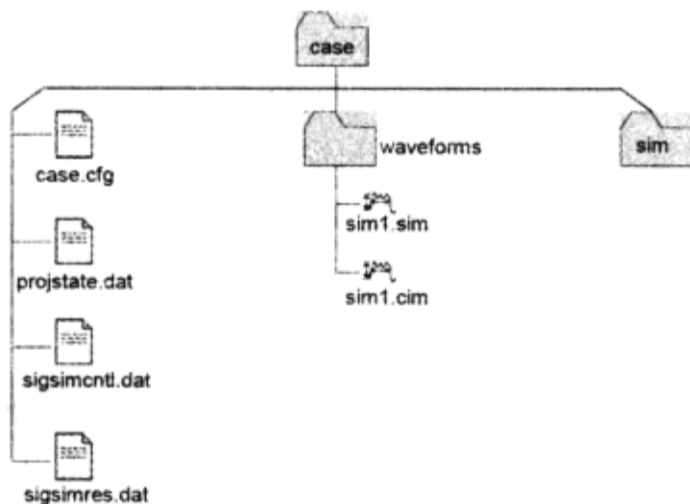 case
case.cfg
projstate.dat
sigsimcntl.dat
sigsimres.dat
waveforms
sim1.sim
sim1.cim
sim